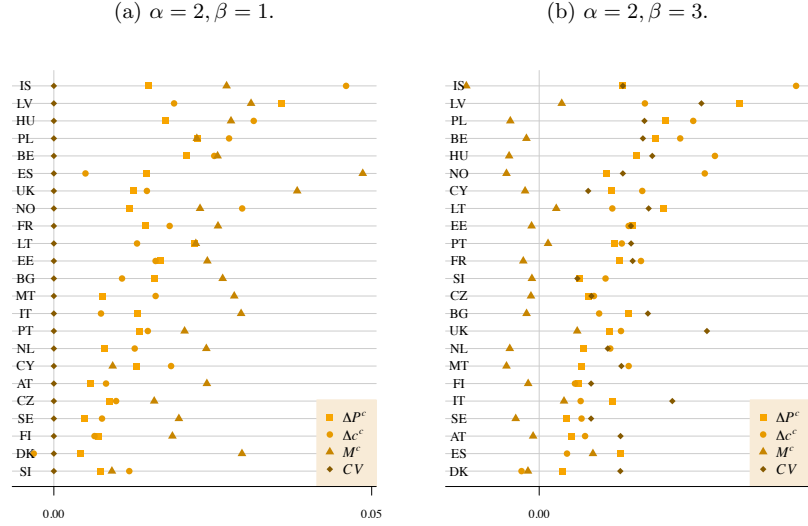 (a) α = 2, β = 1.
IS
LV
HU
PL
BE
ES
UK
NO
FR
LT
EE
BG
MT
IT
PT
NL
CY
AT
CZ
SE
FI
DK
SI
ΔP^c
Δc^c
M^c
CV
0.00 0.05
(b) α = 2, β = 3.
IS
LV
PL
BE
HU
NO
CY
LT
EE
PT
FR
SI
CZ
BG
UK
NL
MT
FI
IT
SE
AT
ES
DK
ΔP^c
Δc^c
M^c
CV
0.00